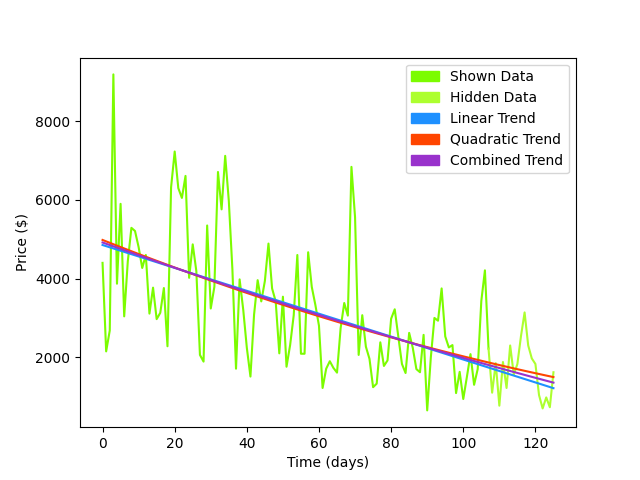 Shown Data
Hidden Data
Linear Trend
Quadratic Trend
Combined Trend
8000
6000
4000
2000
Price ($)
0 20 40 60 80 100 120
Time (days)